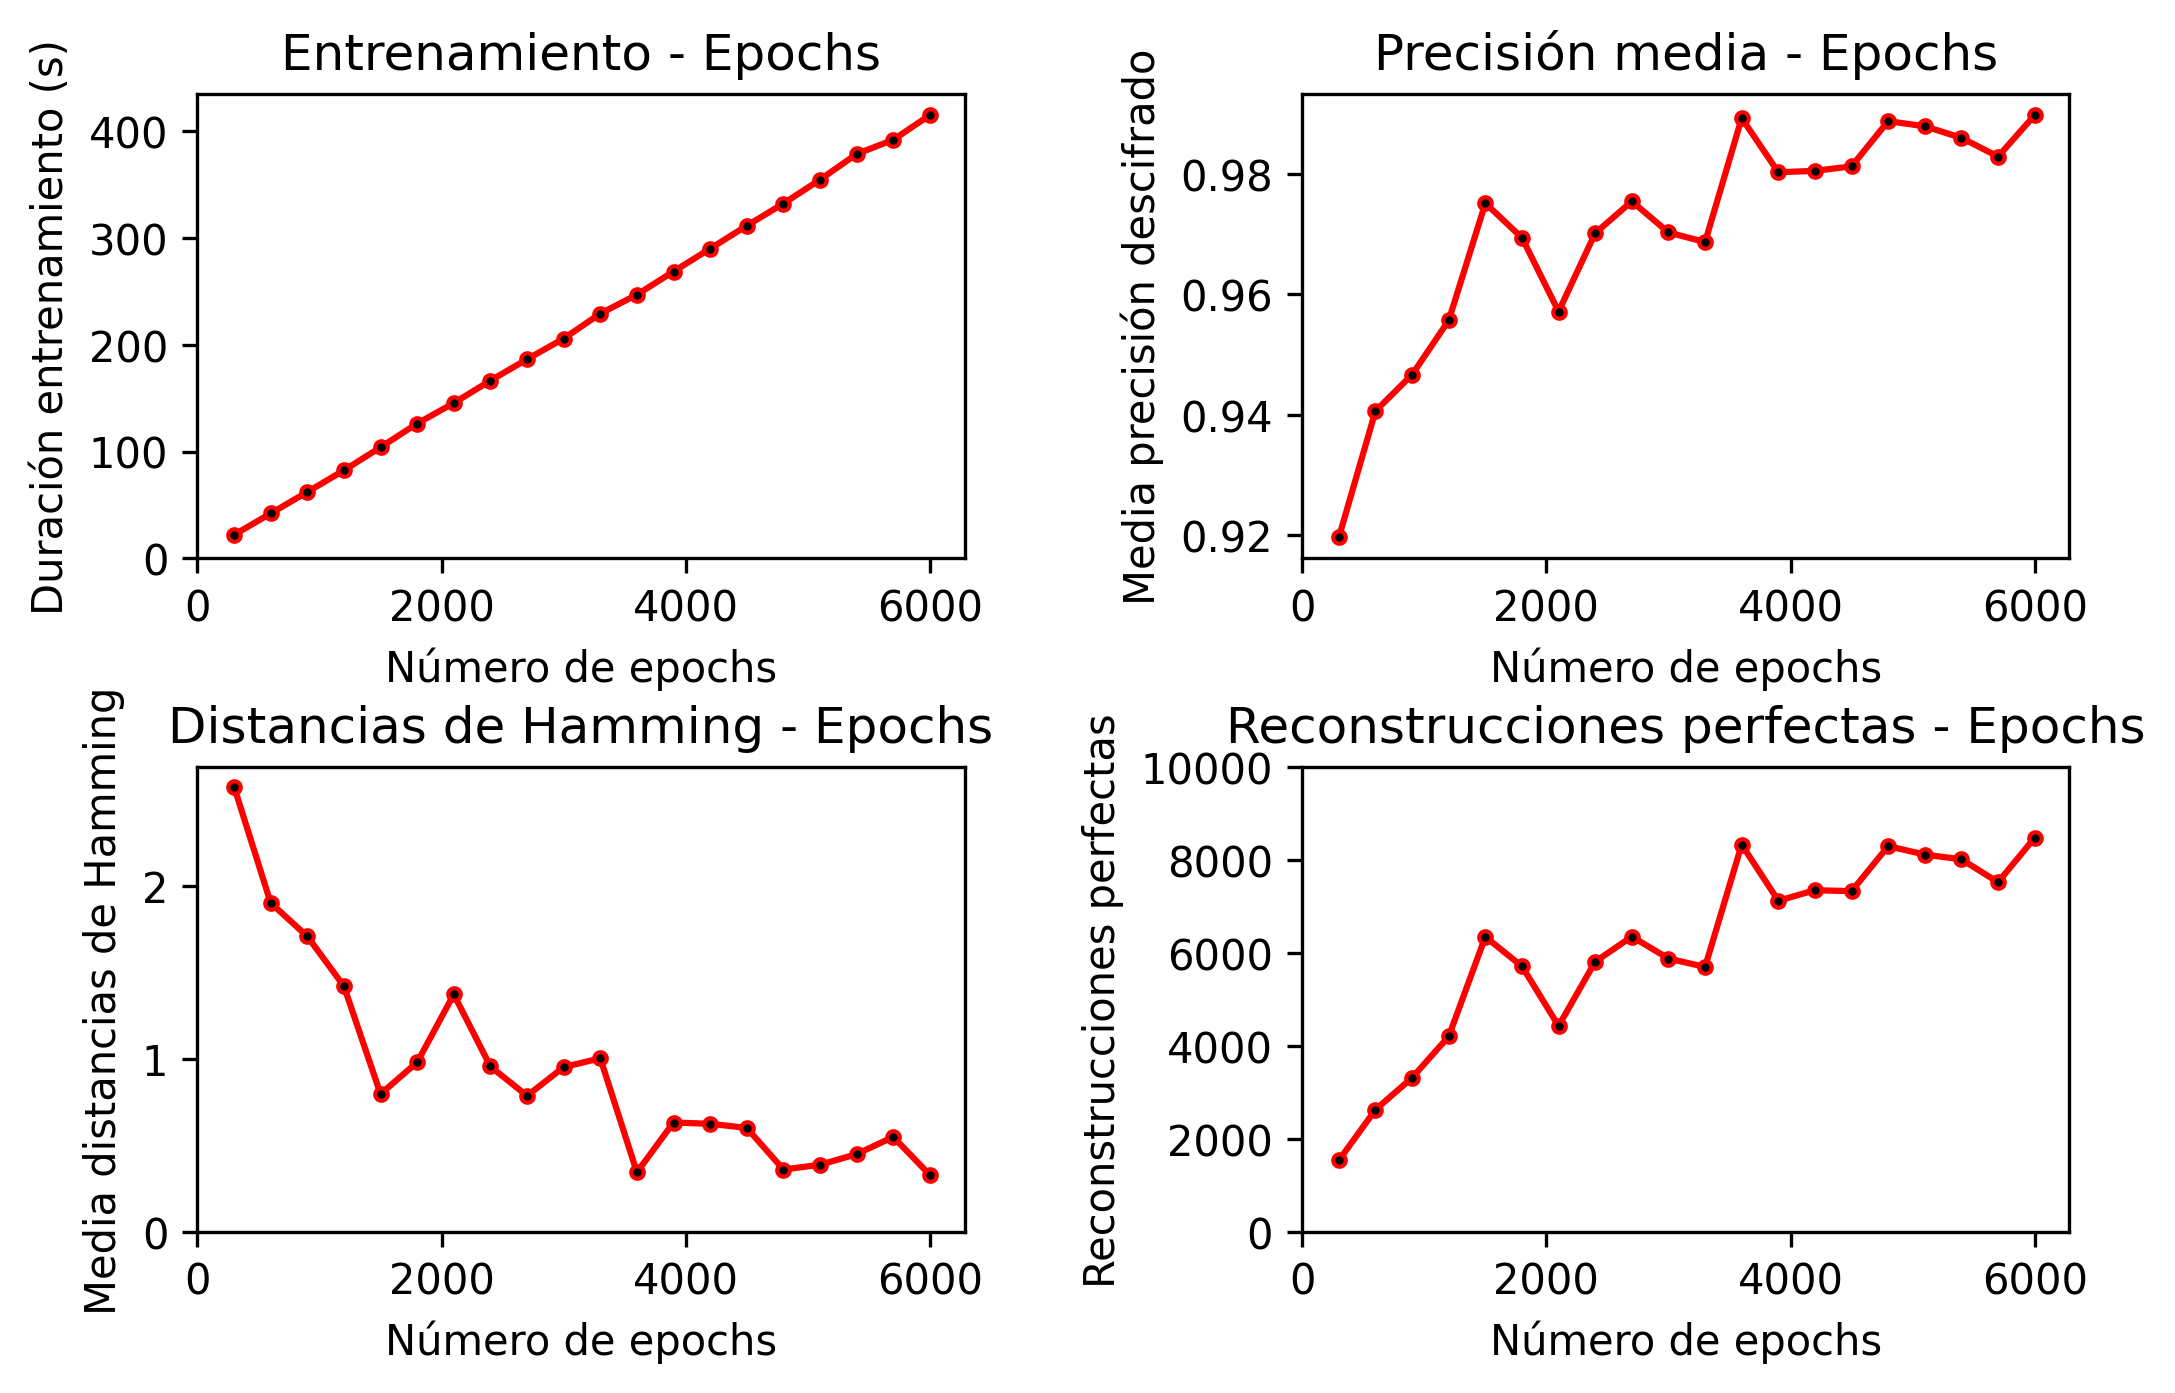 Entrenamiento - Epochs
Duración entrenamiento (s)
400
300
200
100
0
0 2000 4000 6000
Número de epochs
Precisión media - Epochs
Media precisión descifrado
0.98
0.96
0.94
0.92
0 2000 4000 6000
Número de epochs
Distancias de Hamming - Epochs
Media distancias de Hamming
2
1
0
0 2000 4000 6000
Número de epochs
Reconstrucciones perfectas - Epochs
Reconstrucciones perfectas
10000
8000
6000
4000
2000
0
0 2000 4000 6000
Número de epochs